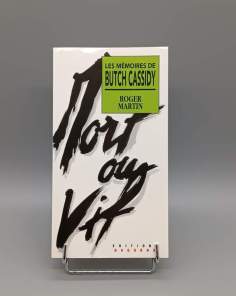 LES MÉMOIRES DE
BUTCH CASSIDY
ROGER
MARTIN
Mort
ou
Vif
EDITIONS